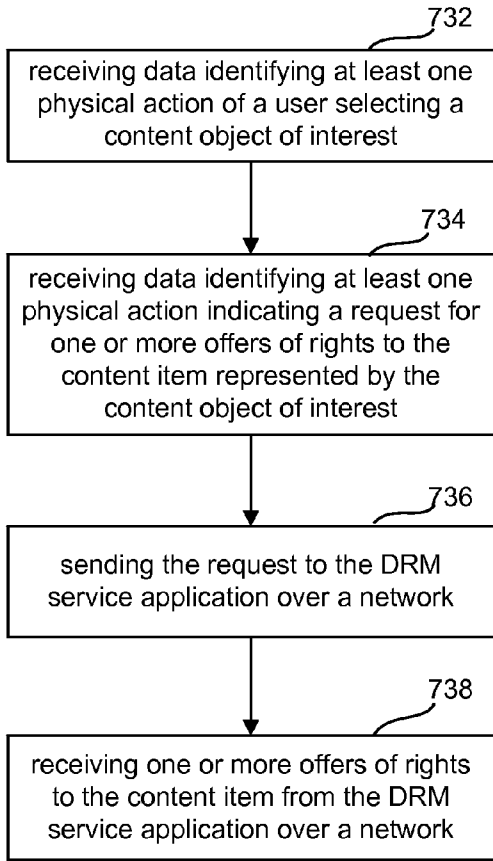 732
receiving data identifying at least one
physical action of a user selecting a
content object of interest
734
receiving data identifying at least one
physical action indicating a request for
one or more offers of rights to the
content item represented by the
content object of interest
736
sending the request to the DRM
service application over a network
738
receiving one or more offers of rights
to the content item from the DRM
service application over a network